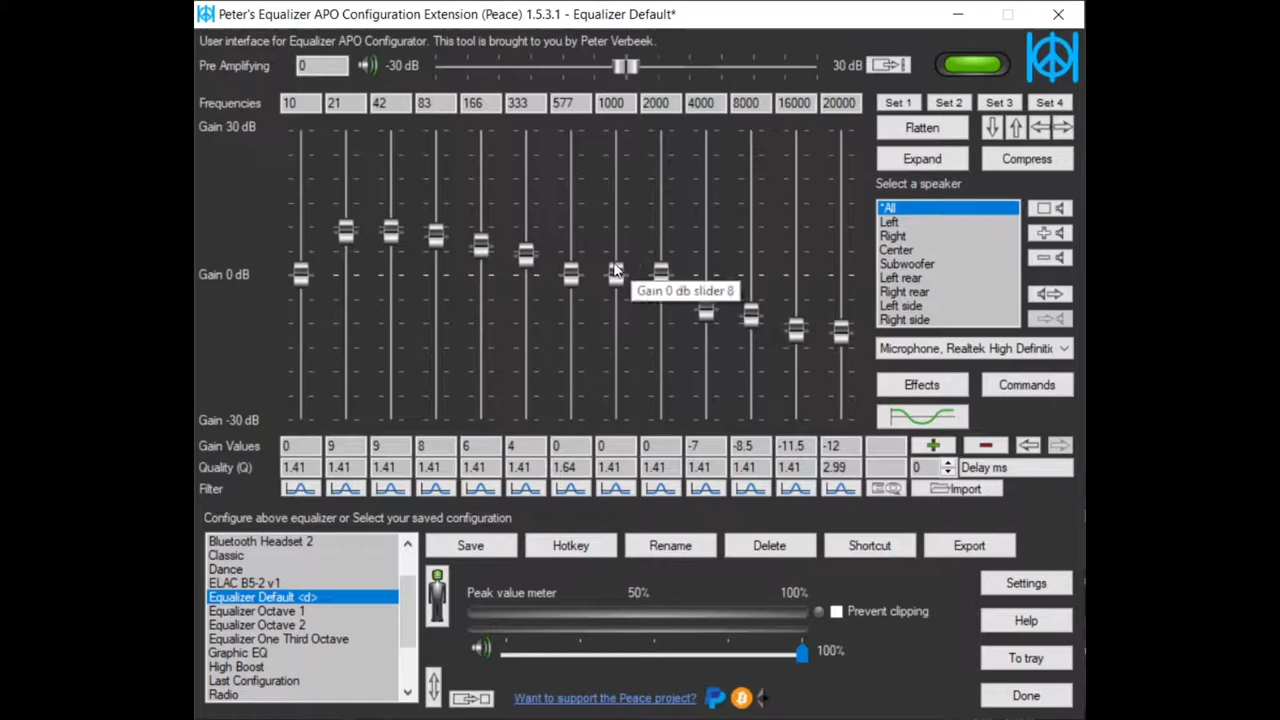 Peter's Equalizer APO Configuration Extension (Peace) 1.5.3.1 - Equalizer Default*
User interface for Equalizer APO Configurator. This tool is brought to you by Peter Verbeek.
Pre Amplifying 0 -30 dB 30 dB
Frequencies 10 21 42 83 166 333 577 1000 2000 4000 8000 16000 20000 Set 1 Set 2 Set 3 Set 4
Gain 30 dB Flatten
Expand Compress
Select a speaker
*All
Left
Right
Center
Subwoofer
Gain 0 dB
Left rear
Gain 0 db slider 8
Right rear
Left side
Right side
Microphone, Realtek High Definitic
Effects Commands
Gain -30 dB
Gain Values 0 9 9 8 6 4 0 0 0 -7 -8.5 -11.5 -12
Quality (Q) 1.41 1.41 1.41 1.41 1.41 1.41 1.64 1.41 1.41 1.41 1.41 1.41 2.99 0 Delay ms
Filter Import
Configure above equalizer or Select your saved configuration
Bluetooth Headset 2
Classic
Dance
ELAC B5-2 v1
Equalizer Default <d>
Equalizer Octave 1
Equalizer Octave 2
Equalizer One Third Octave
Graphic EQ
High Boost
Last Configuration
Radio
Save Hotkey Rename Delete Shortcut Export
Peak value meter 50% 100%
Prevent clipping
100%
Want to support the Peace project?
Settings
Help
To tray
Done